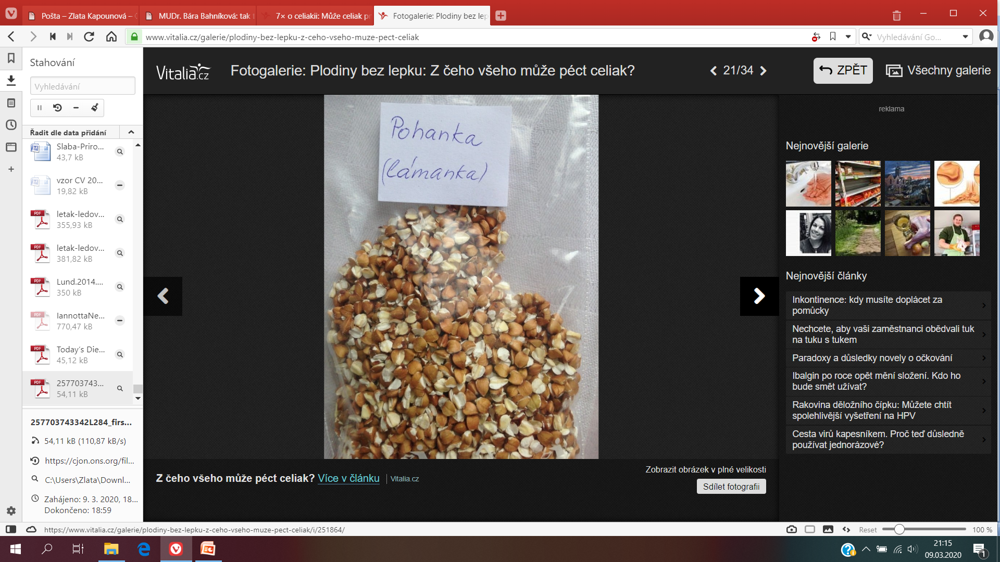 Pošta – Zlata Kapounová –
MUDr. Bára Bahníková: tak
7× o celiakii: Může celiak p
Fotogalerie: Plodiny bez lep
www.vitalia.cz/galerie/plodiny-bez-lepku-z-ceho-vseho-muze-pect-celiak
Vyhledávání Go...
Stahování
Vyhledávání
Řadit dle data přidání
Slaba-Priro...
43,7 kB
vzor CV 20...
19,82 kB
letak-ledov...
355,93 kB
letak-ledov...
381,82 kB
Lund.2014....
350 kB
IannottaNe...
770,47 kB
Today's Die...
45,12 kB
257703743...
54,11 kB
257703743342L284_firs...
54,11 kB (110,87 kB/s)
https://cjon.ons.org/fil...
C:\Users\Zlata\Downl...
Zahájeno: 9. 3. 2020, 18...
Dokončeno: 18:59
Vitalia.cz
Fotogalerie: Plodiny bez lepku: Z čeho všeho může péct celiak?
21/34
ZPĚT
Všechny galerie
Pohanka
(lámanka)
Z čeho všeho může péct celiak? Více v článku | Vitalia.cz
Zobrazit obrázek v plné velikosti
Sdílet fotografii
reklama
Nejnovější galerie
Nejnovější články
Inkontinence: kdy musíte doplácet za
pomůcky
Nechcete, aby vaši zaměstnanci obědvali tuk
na tuku s tukem
Paradoxy a důsledky novely o očkování
Ibalgin po roce opět mění složení. Kdo ho
bude smět užívat?
Rakovina děložního čípku: Můžete chtít
spolehlivější vyšetření na HPV
Cesta virů kapesníkem. Proč teď důsledně
používat jednorázové?
https://www.vitalia.cz/galerie/plodiny-bez-lepku-z-ceho-vseho-muze-pect-celiak/i/251864/
Reset
100 %
21:15
09.03.2020
1